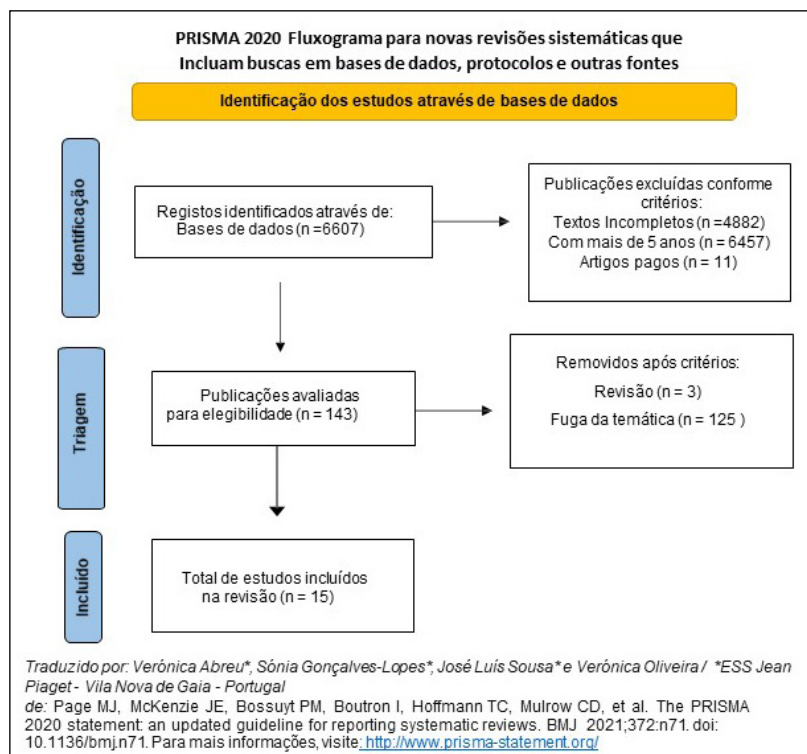 PRISMA 2020 Fluxograma para novas revisões sistemáticas que
Incluam buscas em bases de dados, protocolos e outras fontes
Identificação dos estudos através de bases de dados
Identificação
Registos identificados através de:
Bases de dados (n =6607)
Publicações excluídas conforme
critérios:
Textos Incompletos (n =4882)
Com mais de 5 anos (n = 6457)
Artigos pagos (n = 11)
Triagem
Publicações avaliadas
para elegibilidade (n = 143)
Removidos após critérios:
Revisão (n = 3)
Fuga da temática (n = 125 )
Incluído
Total de estudos incluídos
na revisão (n = 15)
Traduzido por: Verónica Abreu*, Sónia Gonçalves-Lopes*, José Luís Sousa* e Verónica Oliveira / *ESS Jean
Piaget - Vila Nova de Gaia - Portugal
de: Page MJ, McKenzie JE, Bossuyt PM, Boutron I, Hoffmann TC, Mulrow CD, et al. The PRISMA
2020 statement: an updated guideline for reporting systematic reviews. BMJ 2021;372:n71. doi:
10.1136/bmj.n71. Para mais informações, visite: http://www.prisma-statement.org/